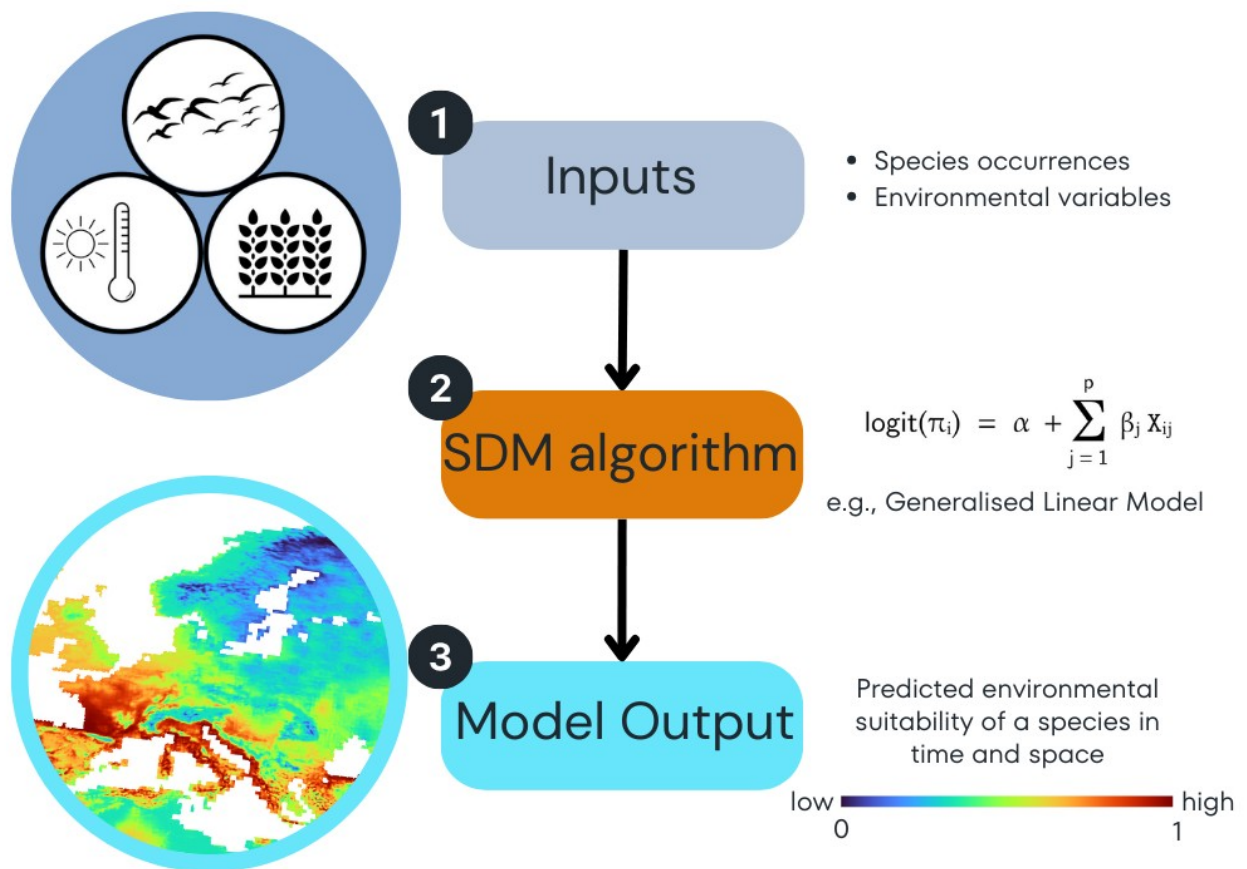 1
Inputs
• Species occurrences
• Environmental variables
2
SDM algorithm
logit(πᵢ) = α + ∑ⱼ₌₁ᵖ βⱼ Xᵢⱼ
e.g., Generalised Linear Model
3
Model Output
Predicted environmental
suitability of a species in
time and space
low high
0 1